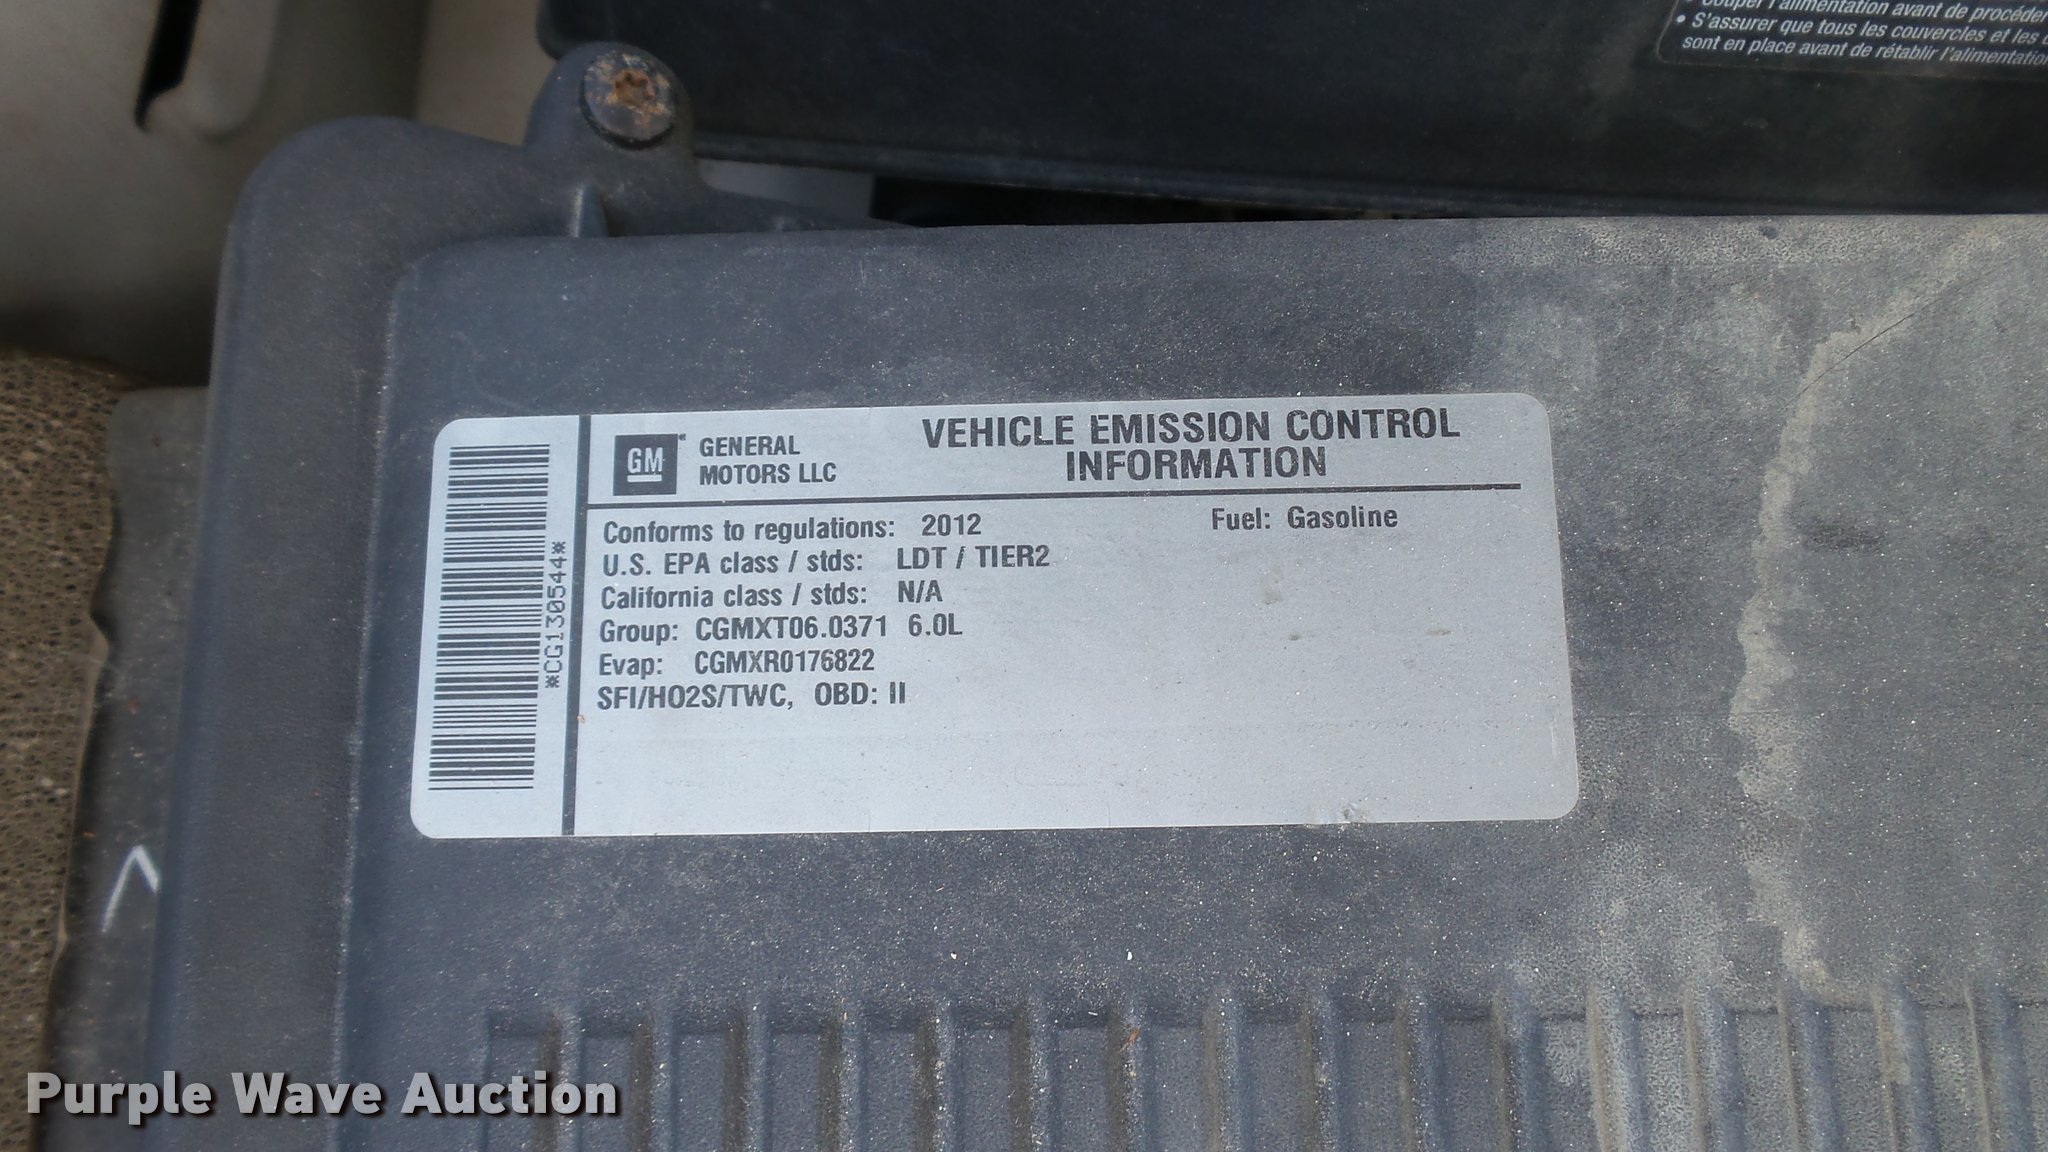 Couper l'alimentation avant de procéder
• S'assurer que tous les couvercles et les
sont en place avant de rétablir l'alimentation
GM
GENERAL
MOTORS LLC
VEHICLE EMISSION CONTROL
INFORMATION
Conforms to regulations: 2012
Fuel: Gasoline
U.S. EPA class / stds: LDT / TIER2
California class / stds: N/A
Group: CGMXT06.0371 6.0L
Evap: CGMXR0176822
SFI/HO2S/TWC, OBD: II
*CG130544*
Purple Wave Auction